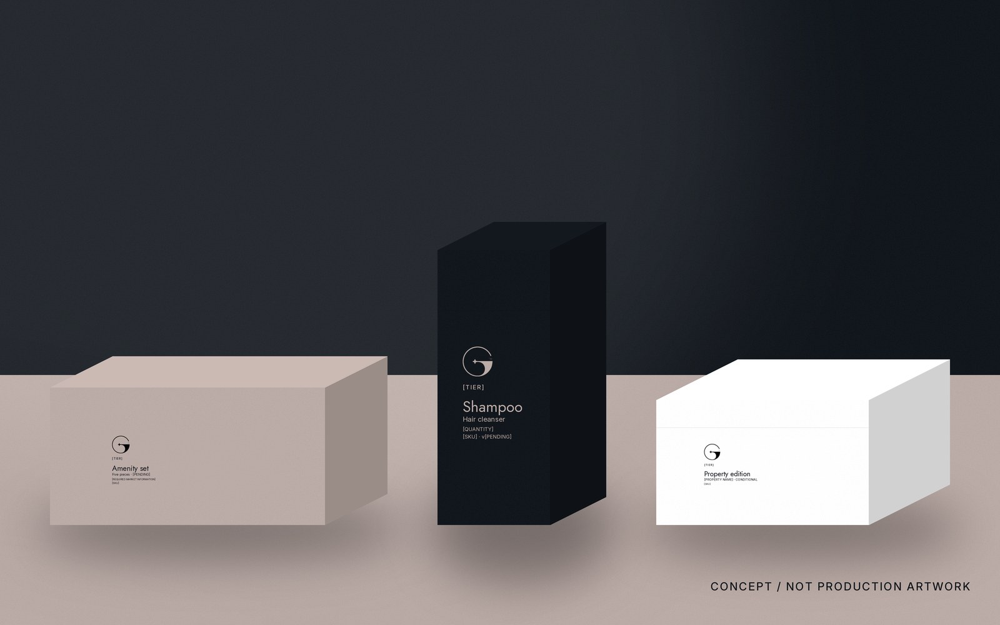 [TIER]
Amenity set
Five pieces · [PENDING]
[REQUIRED MARKET INFORMATION]
[SKU]
[TIER]
Shampoo
Hair cleanser
[QUANTITY]
[SKU] · v[PENDING]
[TIER]
Property edition
[PROPERTY NAME] · CONDITIONAL
[SKU]
CONCEPT / NOT PRODUCTION ARTWORK